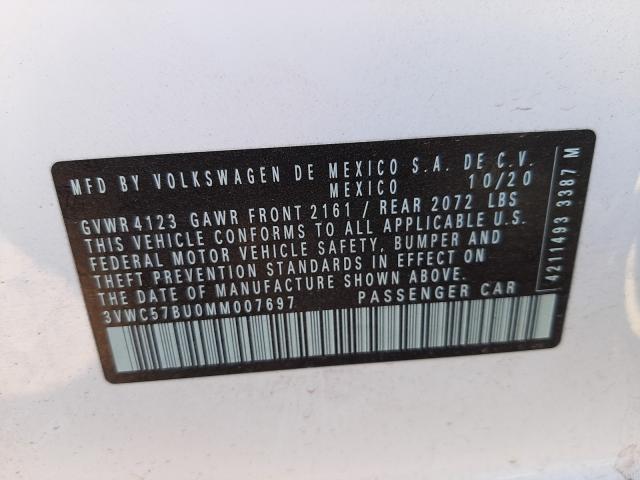 MFD BY VOLKSWAGEN DE MEXICO S.A. DE C.V.
MEXICO 10/20
GVWR4123 GAWR FRONT 2161 / REAR 2072 LBS
THIS VEHICLE CONFORMS TO ALL APPLICABLE U.S.
FEDERAL MOTOR VEHICLE SAFETY, BUMPER AND
THEFT PREVENTION STANDARDS IN EFFECT ON
THE DATE OF MANUFACTURE SHOWN ABOVE.
3VWC57BU0MM007697 PASSENGER CAR
4211493 3387 M